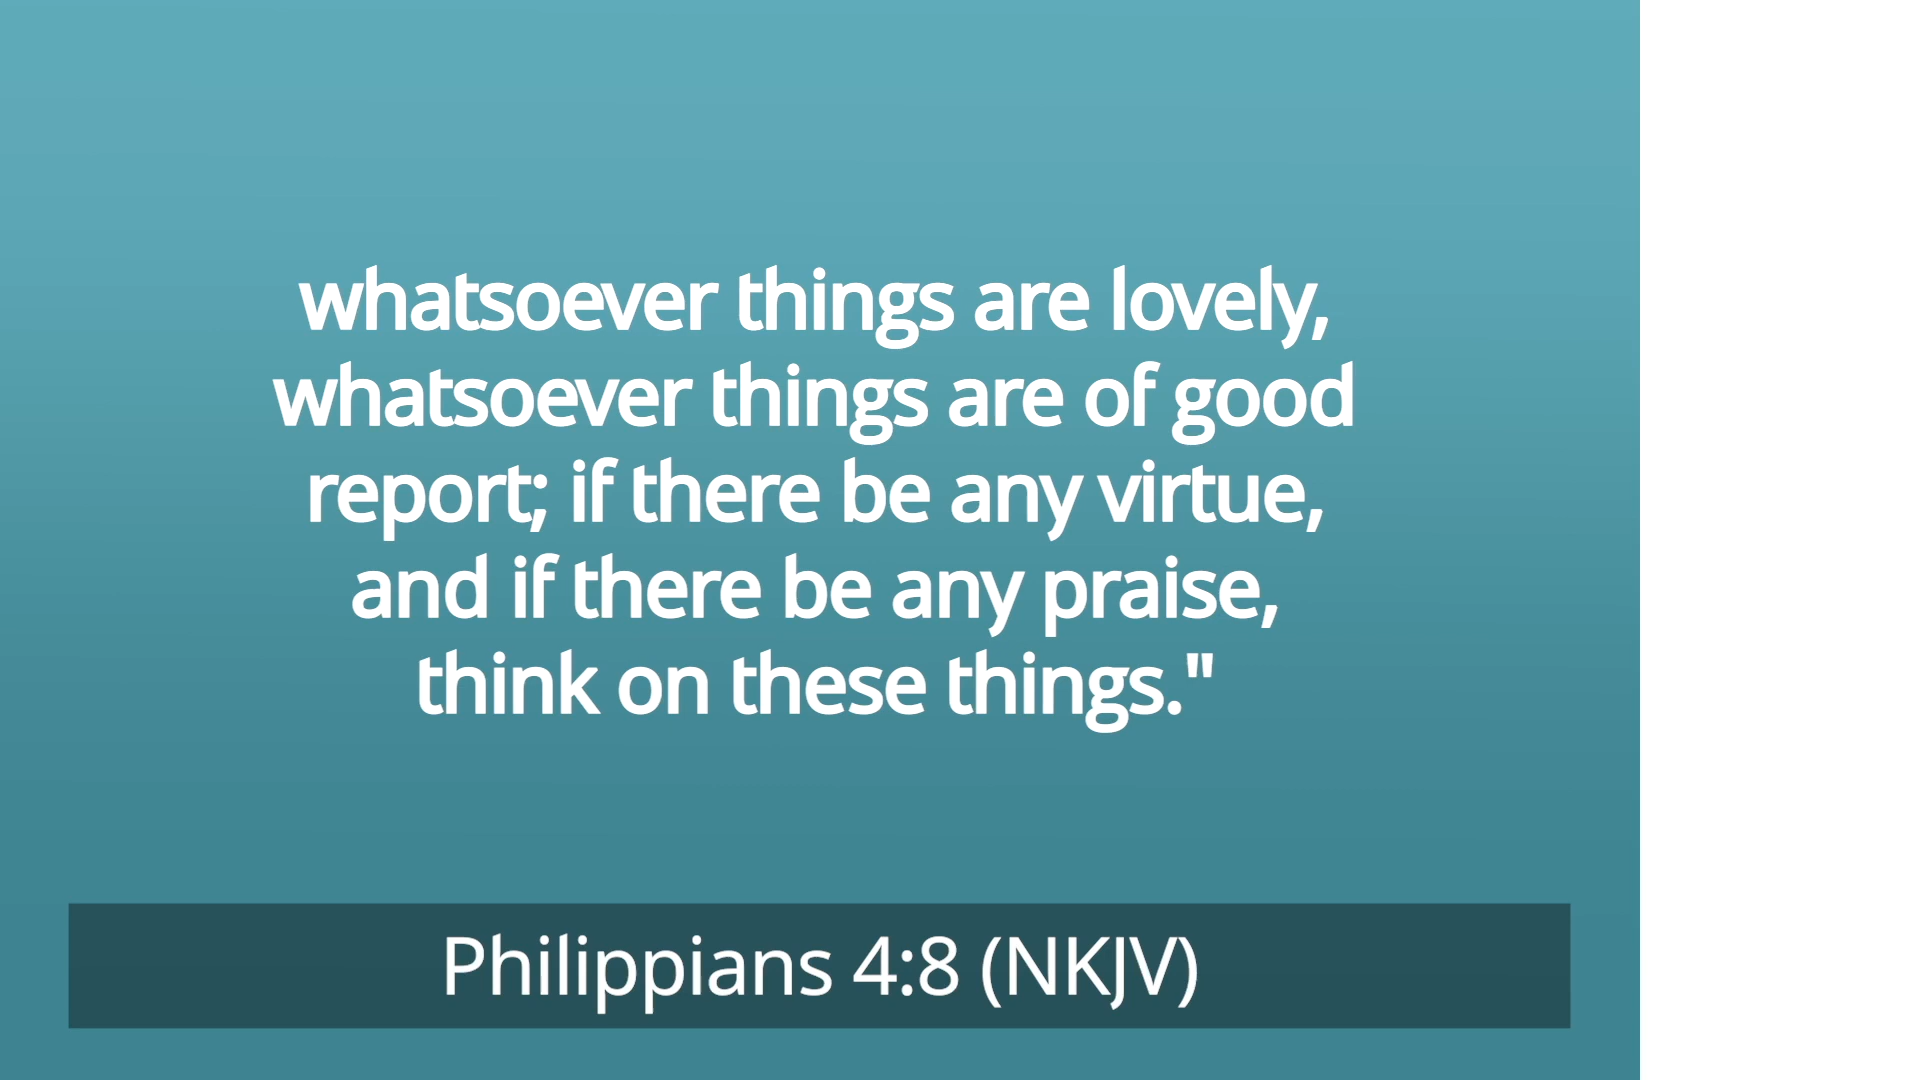 whatsoever things are lovely,
whatsoever things are of good
report; if there be any virtue,
and if there be any praise,
think on these things."
Philippians 4:8 (NKJV)